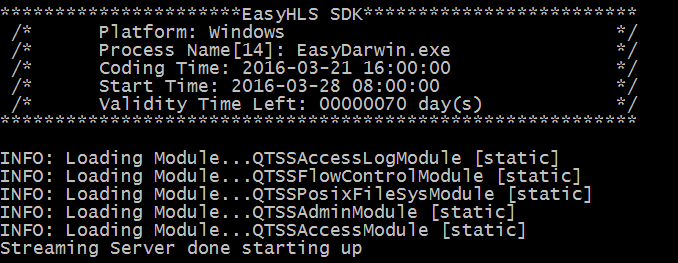 **********************EasyHLS SDK*************************
/* Platform: Windows */
/* Process Name[14]: EasyDarwin.exe */
/* Coding Time: 2016-03-21 16:00:00 */
/* Start Time: 2016-03-28 08:00:00 */
/* Validity Time Left: 00000070 day(s) */
**********************************************************
INFO: Loading Module...QTSSAccessLogModule [static]
INFO: Loading Module...QTSSFlowControlModule [static]
INFO: Loading Module...QTSSPosixFileSysModule [static]
INFO: Loading Module...QTSSAdminModule [static]
INFO: Loading Module...QTSSAccessModule [static]
Streaming Server done starting up